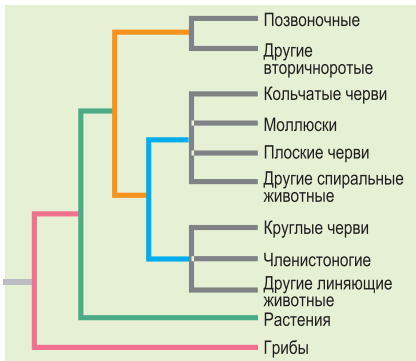 Позвоночные
Другие
вторичноротые
Кольчатые черви
Моллюски
Плоские черви
Другие спиральные
животные
Круглые черви
Членистоногие
Другие линяющие
животные
Растения
Грибы